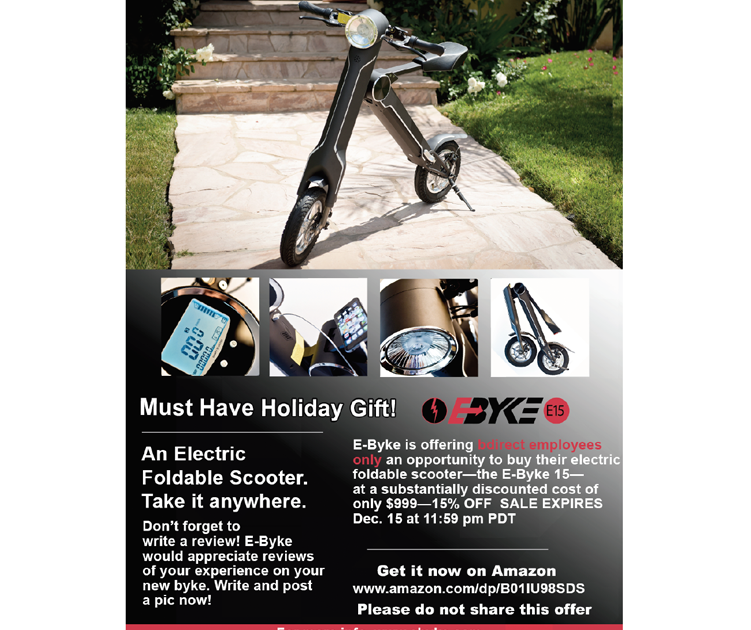 Must Have Holiday Gift!
E-BYKE E15
An Electric
Foldable Scooter.
Take it anywhere.
Don't forget to
write a review! E-Byke
would appreciate reviews
of your experience on your
new byke. Write and post
a pic now!
E-Byke is offering indirect employees
only an opportunity to buy their electric
foldable scooter—the E-Byke 15—
at a substantially discounted cost of
only $999—15% OFF SALE EXPIRES
Dec. 15 at 11:59 pm PDT
Get it now on Amazon
www.amazon.com/dp/B01IU98SDS
Please do not share this offer